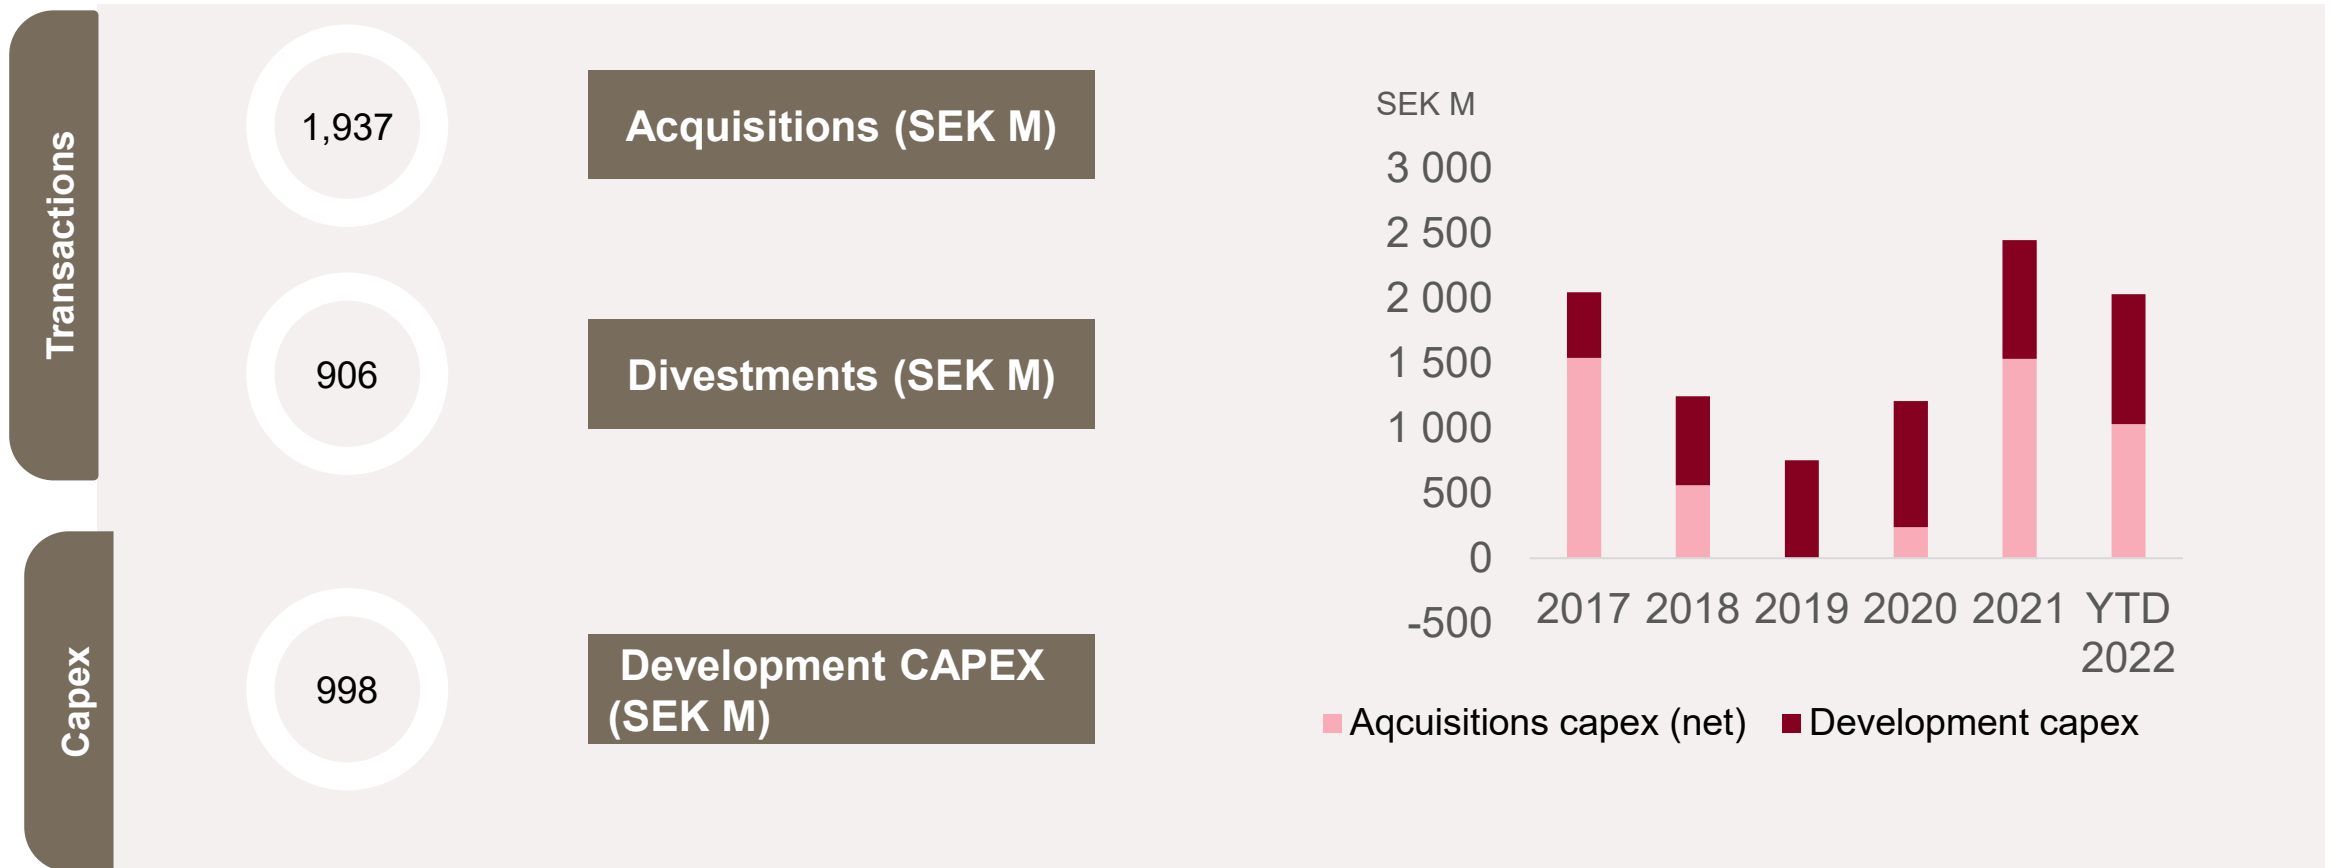 Transactions
1,937
Acquisitions (SEK M)
906
Divestments (SEK M)
Capex
998
Development CAPEX
(SEK M)
SEK M
3 000
2 500
2 000
1 500
1 000
500
0
-500
2017 2018 2019 2020 2021 YTD
2022
Aqcuisitions capex (net) Development capex